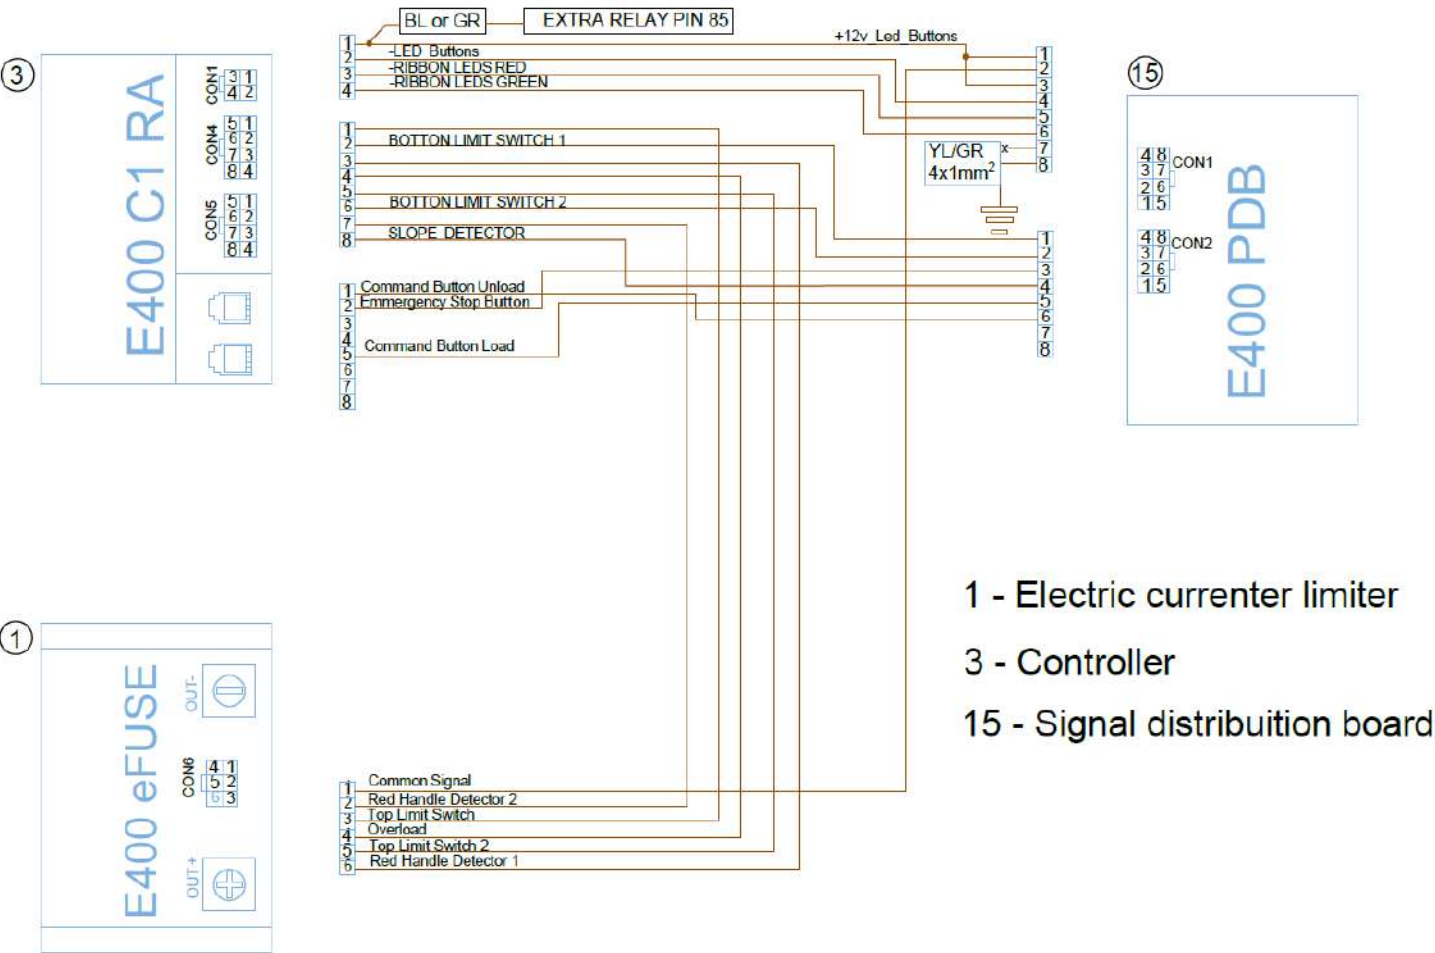 BL or GR
EXTRA RELAY PIN 85
3
E400 C1 RA
CON1
3 1
4 2
CON4
5 1
6 2
7 3
8 4
CON5
5 1
6 2
7 3
8 4
1
2 -LED Buttons
3 -RIBBON LEDS RED
4 -RIBBON LEDS GREEN
1
2 BOTTON LIMIT SWITCH 1
3
4
5
6 BOTTON LIMIT SWITCH 2
7
8 SLOPE DETECTOR
1 Command Button Unload
2 Emmergency Stop Button
3
4
5 Command Button Load
6
7
8
+12v_Led_Buttons
1
2
3
4
5
6
7
8
YL/GR x
4x1mm²
1
2
3
4
5
6
7
8
15
E400 PDB
4 8 CON1
3 7
2 6
1 5
4 8 CON2
3 7
2 6
1 5
1 - Electric currenter limiter
3 - Controller
15 - Signal distribuition board
1
E400 eFUSE
OUT-
CON6
4 1
5 2
6 3
OUT+
1 Common Signal
2 Red Handle Detector 2
3 Top Limit Switch
4 Overload
5 Top Limit Switch 2
6 Red Handle Detector 1